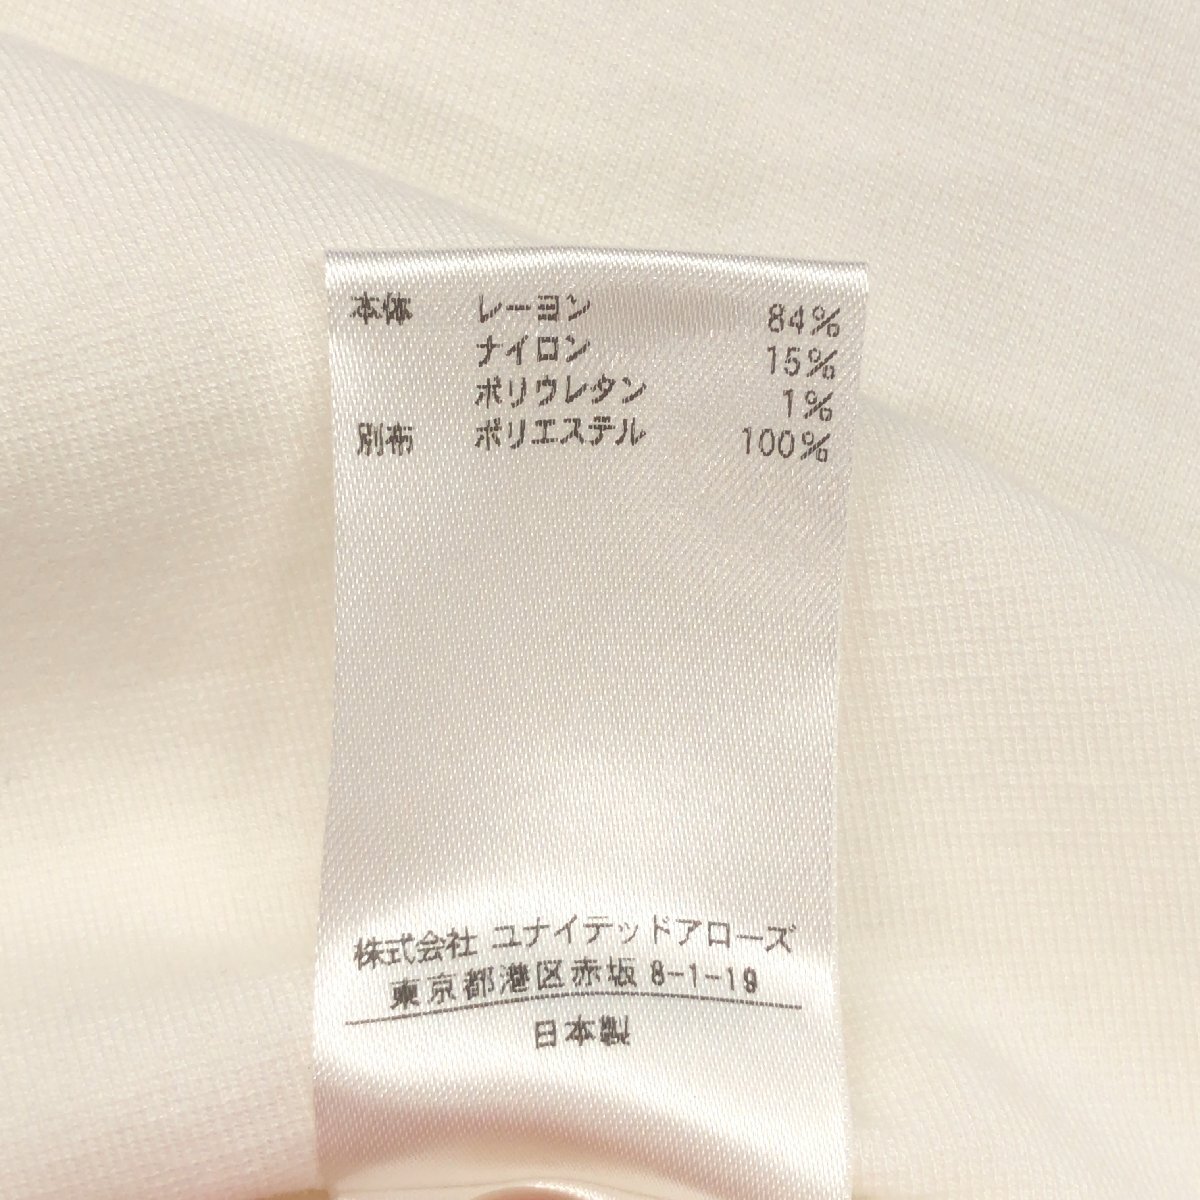 本体 レーヨン 84%
ナイロン 15%
ポリウレタン 1%
別布 ポリエステル 100%
株式会社 ユナイテッドアローズ
東京都港区赤坂 8-1-19
日本製